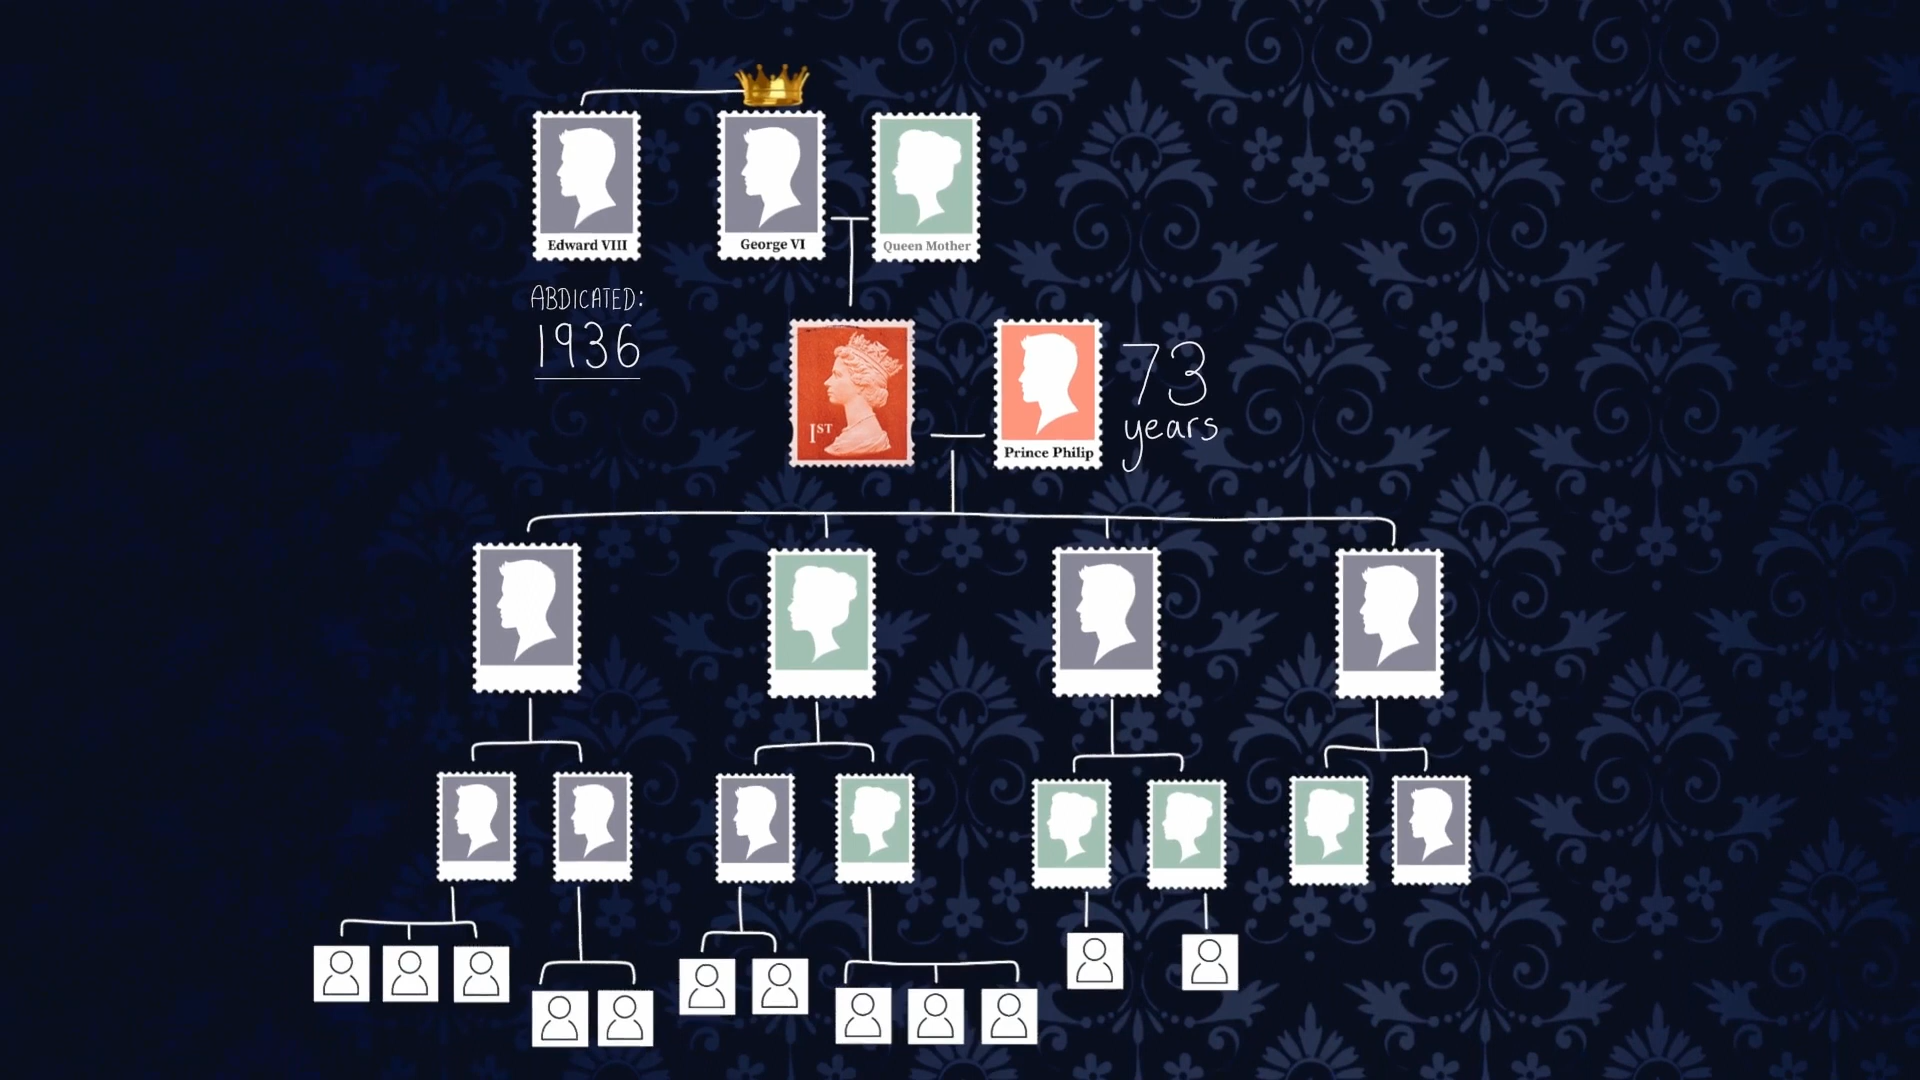 Edward VIII
George VI
Queen Mother
ABDICATED:
1936
1ST
Prince Philip
73
years